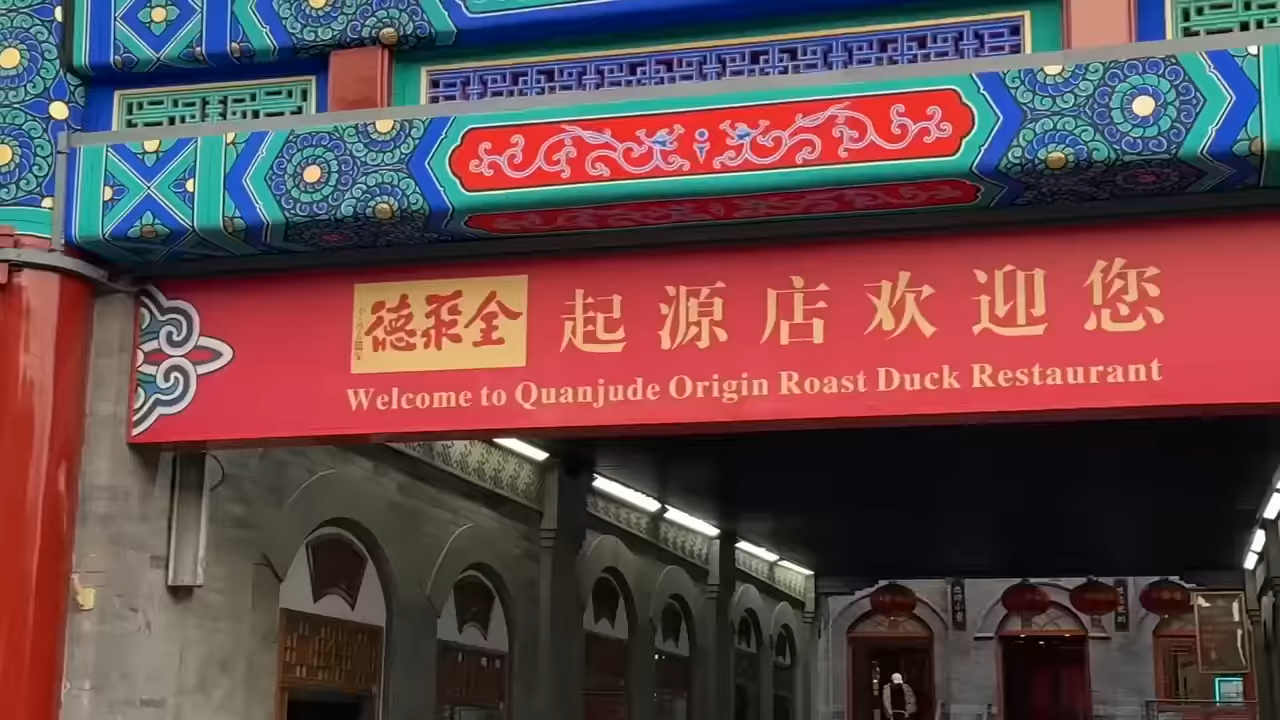 德聚全 起源店欢迎您
Welcome to Quanjude Origin Roast Duck Restaurant